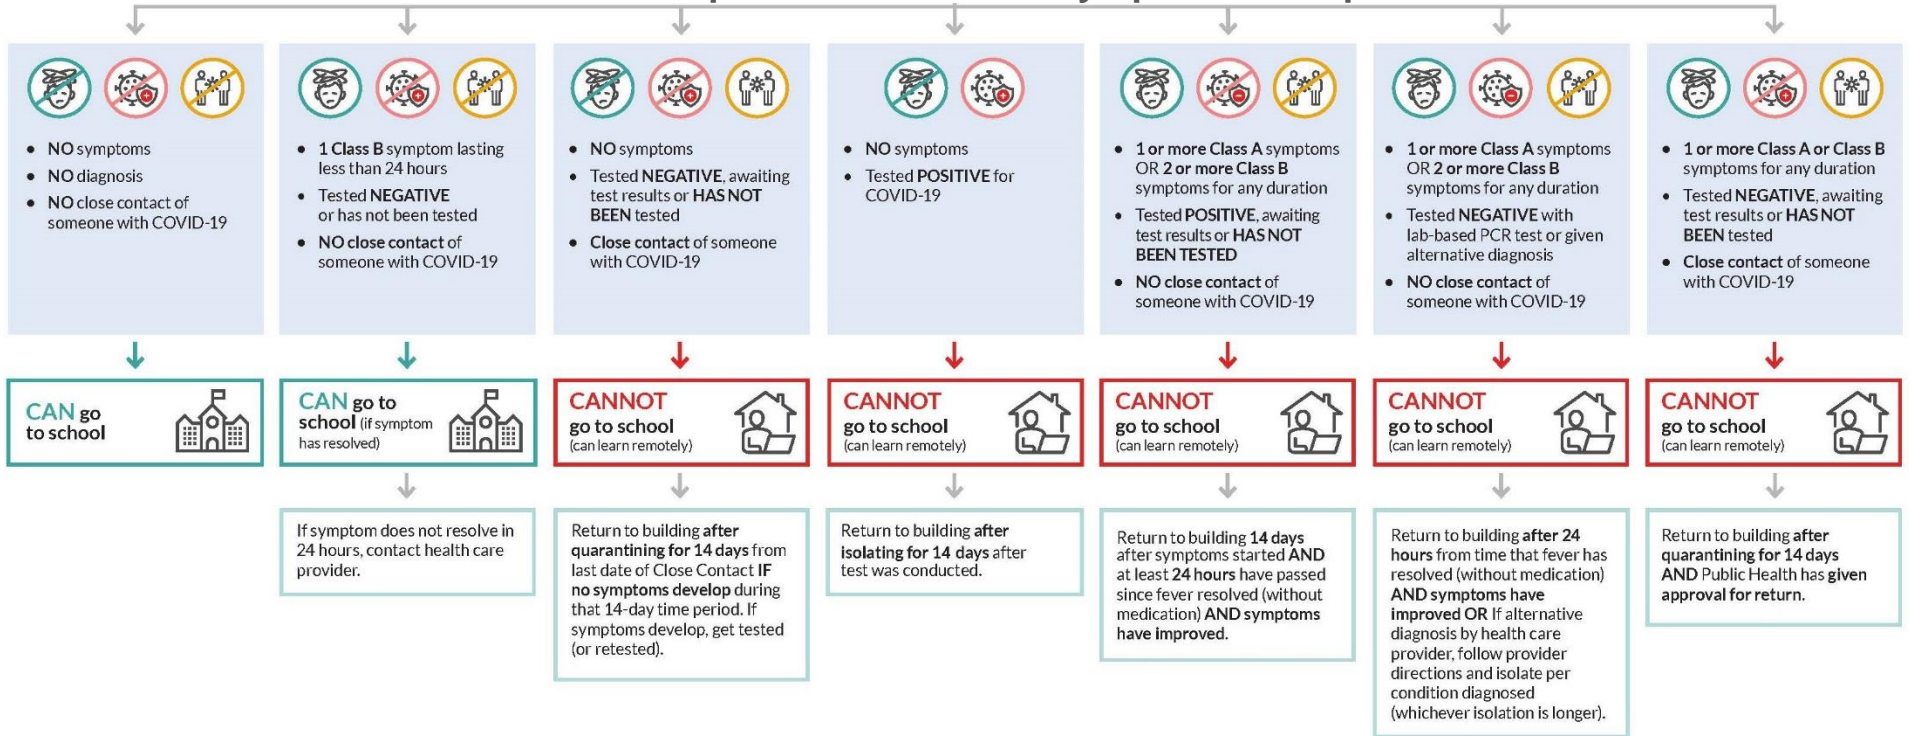 • NO symptoms
• NO diagnosis
• NO close contact of
someone with COVID-19
CAN go
to school
• 1 Class B symptom lasting
less than 24 hours
• Tested NEGATIVE
or has not been tested
• NO close contact of
someone with COVID-19
CAN go to
school (if symptom
has resolved)
If symptom does not resolve in
24 hours, contact health care
provider.
• NO symptoms
• Tested NEGATIVE, awaiting
test results or HAS NOT
BEEN tested
• Close contact of someone
with COVID-19
CANNOT
go to school
(can learn remotely)
Return to building after
quarantining for 14 days from
last date of Close Contact IF
no symptoms develop during
that 14-day time period. If
symptoms develop, get tested
(or retested).
• NO symptoms
• Tested POSITIVE for
COVID-19
CANNOT
go to school
(can learn remotely)
Return to building after
isolating for 14 days after
test was conducted.
• 1 or more Class A symptoms
OR 2 or more Class B
symptoms for any duration
• Tested POSITIVE, awaiting
test results or HAS NOT
BEEN TESTED
• NO close contact of
someone with COVID-19
CANNOT
go to school
(can learn remotely)
Return to building 14 days
after symptoms started AND
at least 24 hours have passed
since fever resolved (without
medication) AND symptoms
have improved.
• 1 or more Class A symptoms
OR 2 or more Class B
symptoms for any duration
• Tested NEGATIVE with
lab-based PCR test or given
alternative diagnosis
• NO close contact of
someone with COVID-19
CANNOT
go to school
(can learn remotely)
Return to building after 24
hours from time that fever has
resolved (without medication)
AND symptoms have
improved OR If alternative
diagnosis by health care
provider, follow provider
directions and isolate per
condition diagnosed
(whichever isolation is longer).
• 1 or more Class A or Class B
symptoms for any duration
• Tested NEGATIVE, awaiting
test results or HAS NOT
BEEN tested
• Close contact of someone
with COVID-19
CANNOT
go to school
(can learn remotely)
Return to building after
quarantining for 14 days
AND Public Health has given
approval for return.